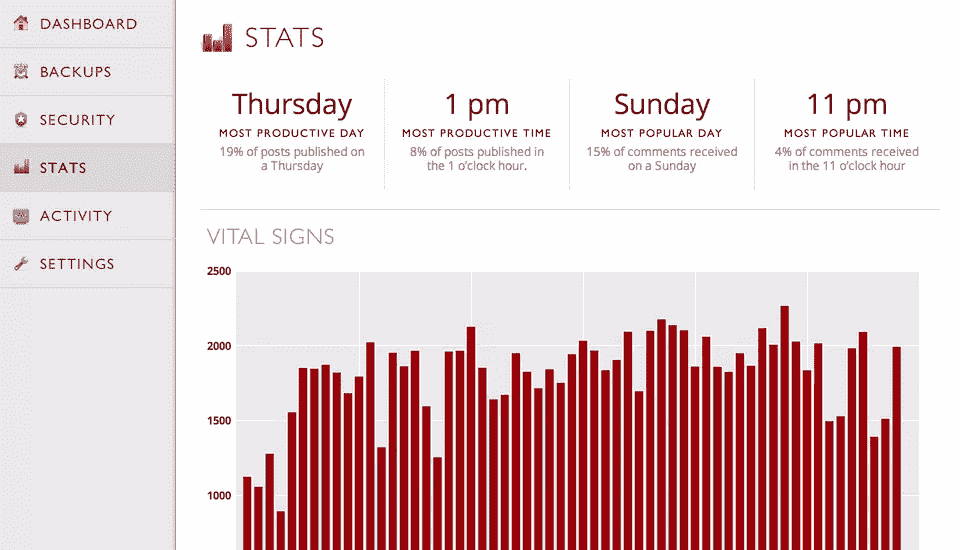 DASHBOARD
BACKUPS
SECURITY
STATS
ACTIVITY
SETTINGS
STATS
Thursday
MOST PRODUCTIVE DAY
19% of posts published on
a Thursday
1 pm
MOST PRODUCTIVE TIME
8% of posts published in
the 1 o'clock hour.
Sunday
MOST POPULAR DAY
15% of comments received
on a Sunday
11 pm
MOST POPULAR TIME
4% of comments received
in the 11 o'clock hour
VITAL SIGNS
2500
2000
1500
1000